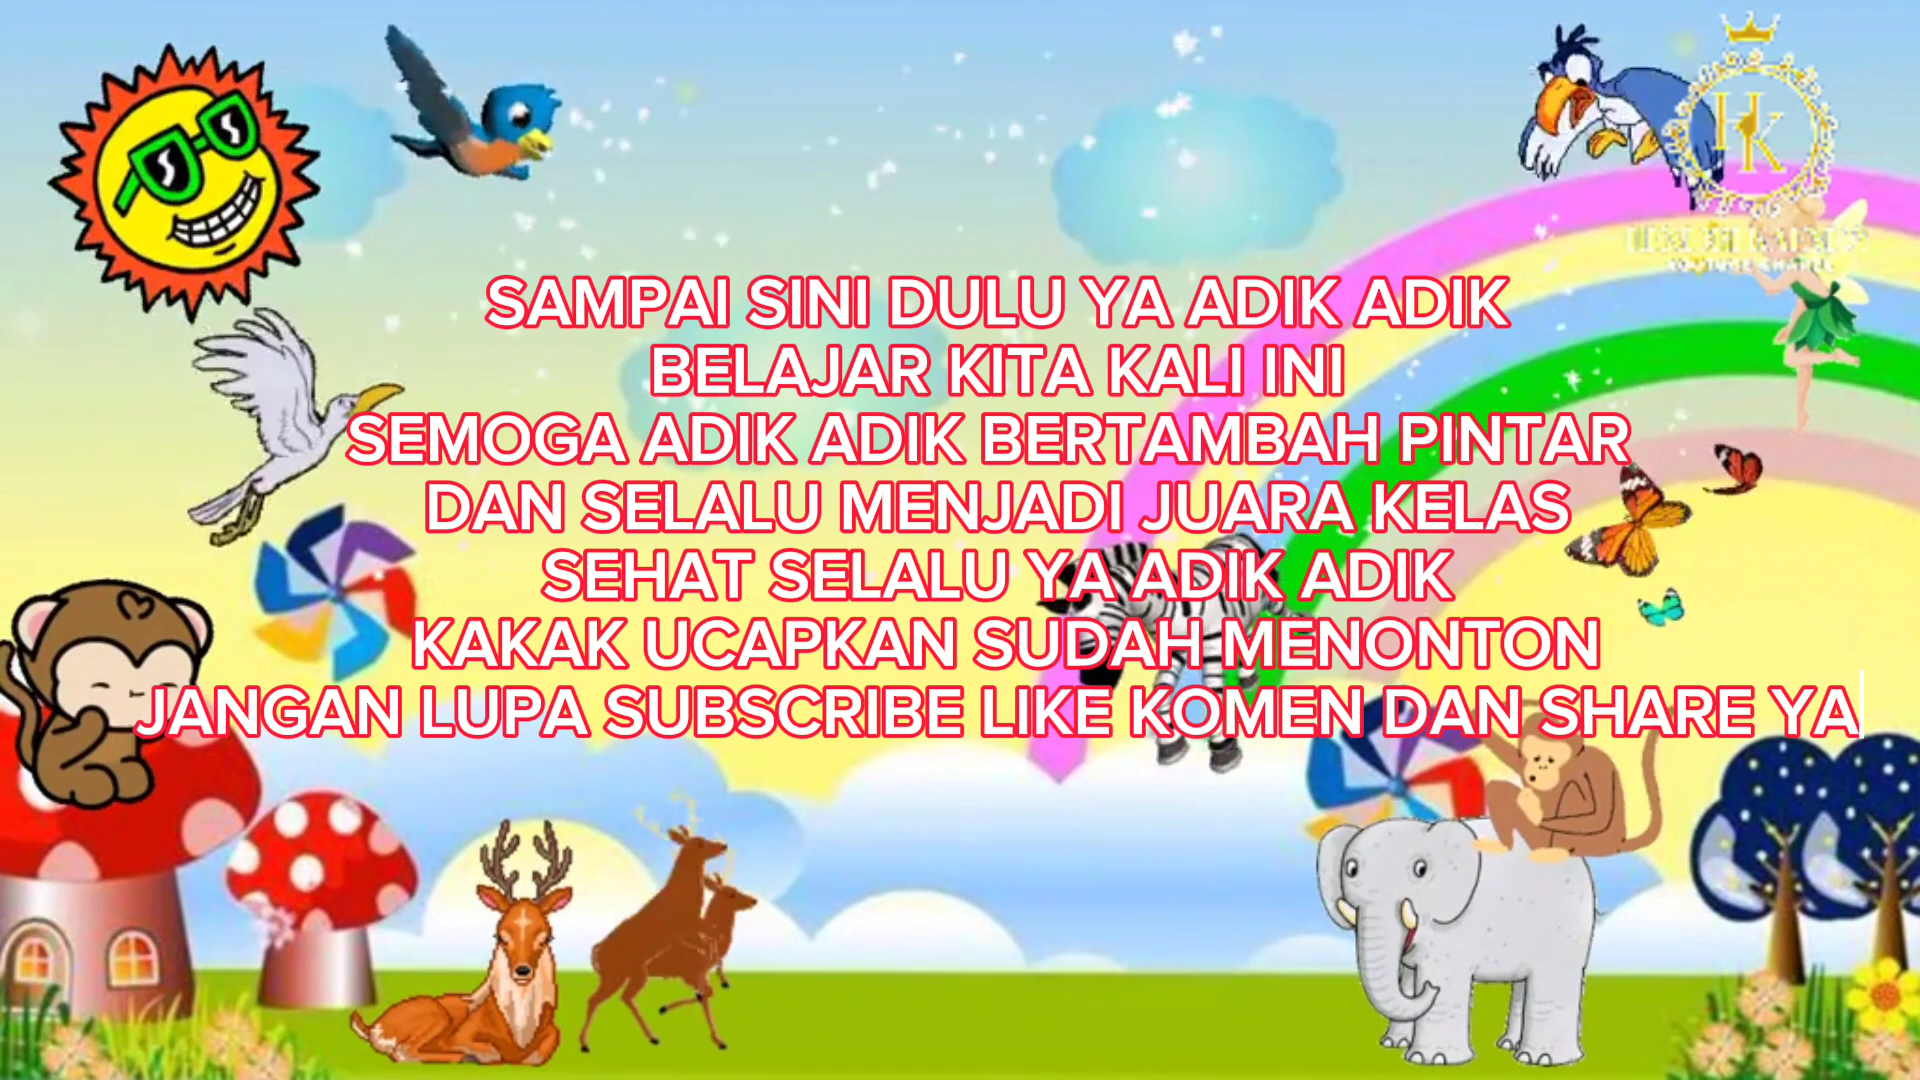 HK
SAMPAI SINI DULU YA ADIK ADIK
BELAJAR KITA KALI INI
SEMOGA ADIK ADIK BERTAMBAH PINTAR
DAN SELALU MENJADI JUARA KELAS
SEHAT SELALU YA ADIK ADIK
KAKAK UCAPKAN SUDAH MENONTON
JANGAN LUPA SUBSCRIBE LIKE KOMEN DAN SHARE YA